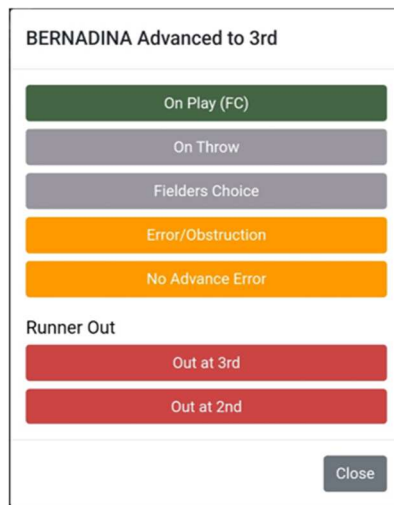 BERNADINA Advanced to 3rd
On Play (FC)
On Throw
Fielders Choice
Error/Obstruction
No Advance Error
Runner Out
Out at 3rd
Out at 2nd
Close